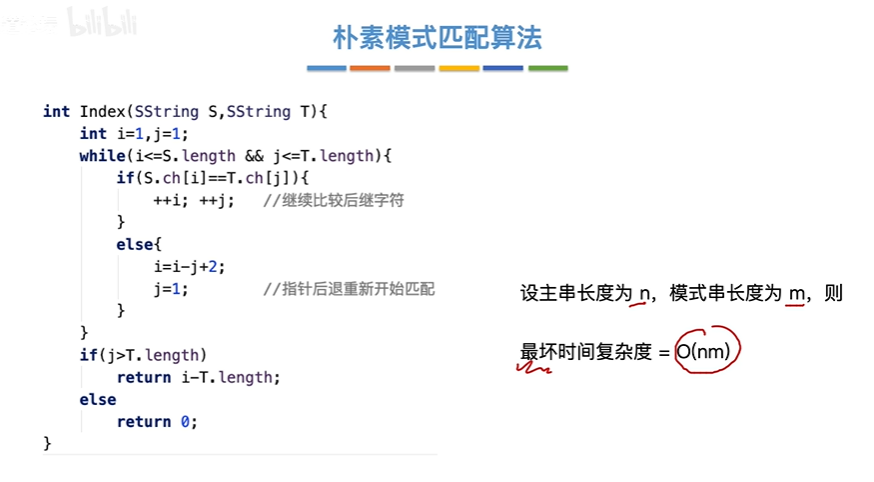 bilibili
朴素模式匹配算法
int Index(SString S,SString T){
int i=1,j=1;
while(i<=S.length && j<=T.length){
if(S.ch[i]==T.ch[j]){
++i; ++j; //继续比较后继字符
}
else{
i=i-j+2;
j=1; //指针后退重新开始匹配
}
}
if(j>T.length)
return i-T.length;
else
return 0;
}
设主串长度为 n，模式串长度为 m，则
最坏时间复杂度 = O(nm)